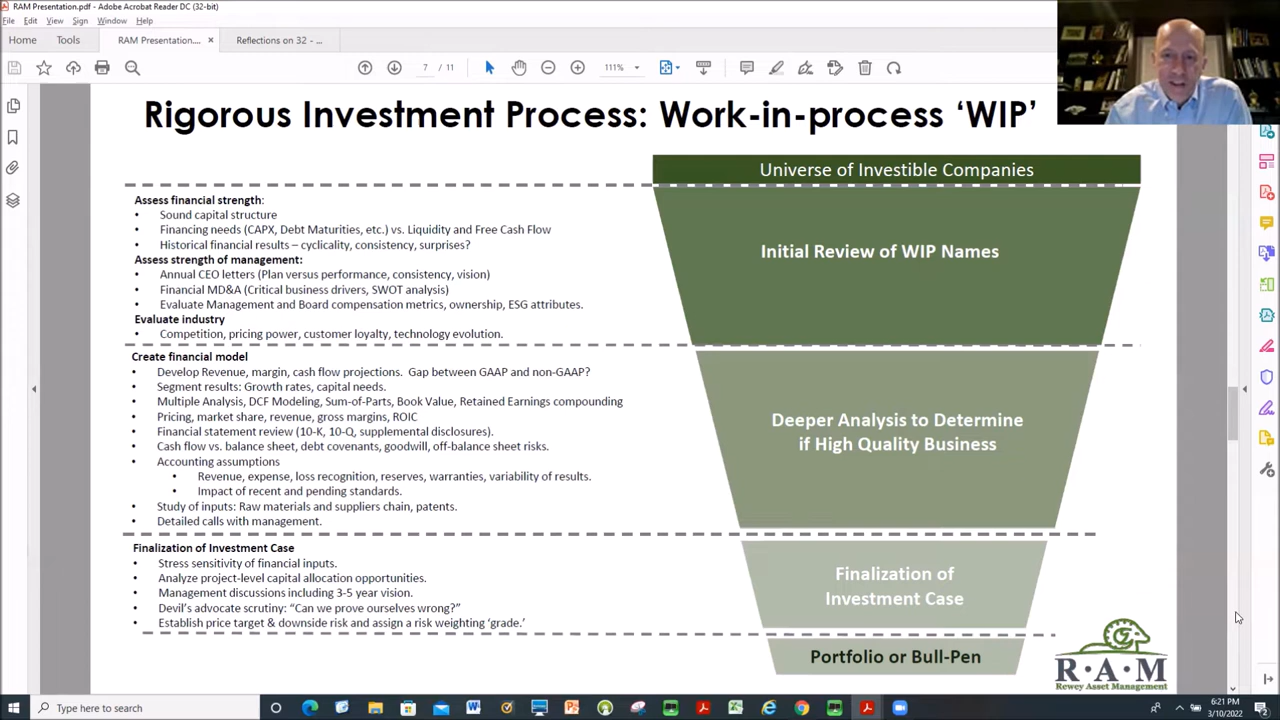 RAM Presentation.pdf - Adobe Acrobat Reader DC (32-bit)
File Edit View Sign Window Help
Home Tools RAM Presentation.... × Reflections on 32 - ...
7 / 11 111%
Rigorous Investment Process: Work-in-process ‘WIP’
Universe of Investible Companies
Assess financial strength:
• Sound capital structure
• Financing needs (CAPX, Debt Maturities, etc.) vs. Liquidity and Free Cash Flow
• Historical financial results – cyclicality, consistency, surprises?
Assess strength of management:
• Annual CEO letters (Plan versus performance, consistency, vision)
• Financial MD&A (Critical business drivers, SWOT analysis)
• Evaluate Management and Board compensation metrics, ownership, ESG attributes.
Evaluate industry
• Competition, pricing power, customer loyalty, technology evolution.
Initial Review of WIP Names
Create financial model
• Develop Revenue, margin, cash flow projections. Gap between GAAP and non-GAAP?
• Segment results: Growth rates, capital needs.
• Multiple Analysis, DCF Modeling, Sum-of-Parts, Book Value, Retained Earnings compounding
• Pricing, market share, revenue, gross margins, ROIC
• Financial statement review (10-K, 10-Q, supplemental disclosures).
• Cash flow vs. balance sheet, debt covenants, goodwill, off-balance sheet risks.
• Accounting assumptions
• Revenue, expense, loss recognition, reserves, warranties, variability of results.
• Impact of recent and pending standards.
• Study of inputs: Raw materials and suppliers chain, patents.
• Detailed calls with management.
Deeper Analysis to Determine
if High Quality Business
Finalization of Investment Case
• Stress sensitivity of financial inputs.
• Analyze project-level capital allocation opportunities.
• Management discussions including 3-5 year vision.
• Devil’s advocate scrutiny: “Can we prove ourselves wrong?”
• Establish price target & downside risk and assign a risk weighting ‘grade.’
Finalization of
Investment Case
Portfolio or Bull-Pen
R·A·M
Rewey Asset Management
Type here to search
6:21 PM
3/10/2022